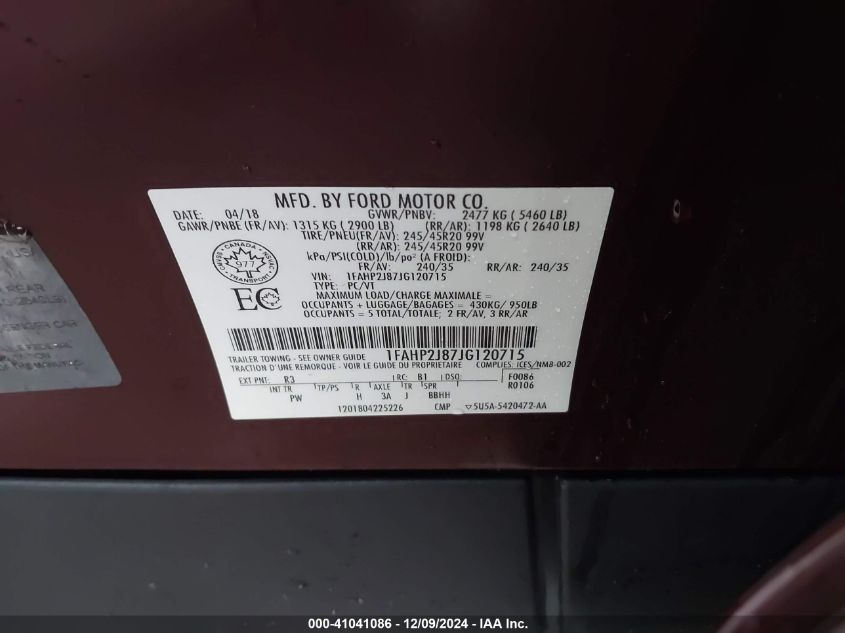 MFD. BY FORD MOTOR CO.
DATE: 04/18 GVWR/PNBV: 2477 KG ( 5460 LB)
GAWR/PNBE (FR/AV): 1315 KG ( 2900 LB) (RR/AR): 1198 KG ( 2640 LB)
TIRE/PNEU(FR/AV): 245/45R20 99V
(RR/AR): 245/45R20 99V
kPa/PSI(COLD)/lb/po² (A FROID):
FR/AV: 240/35 RR/AR: 240/35
CANADA
977
TRANSPORT
EC
VIN: 1FAHP2J87JG120715
TYPE: PC/VT
MAXIMUM LOAD/CHARGE MAXIMALE =
OCCUPANTS + LUGGAGE/BAGAGES = 430KG/ 950LB
OCCUPANTS = 5 TOTAL/TOTALE; 2 FR/AV, 3 RR/AR
TRAILER TOWING - SEE OWNER GUIDE 1FAHP2J87JG120715
TRACTION D'UNE REMORQUE - VOIR LE GUIDE DU PROPRIETAIRE COMPLIES: ICES/NMB-002
EXT PNT: R3 RC: B1 DSO: F0086
INT TR TP/PS R AXLE TR SPR R0106
PW H 3A J BBHH
1201804225226 CMP ▽5U5A-5420472-AA
REAR
000-41041086 - 12/09/2024 - IAA Inc.